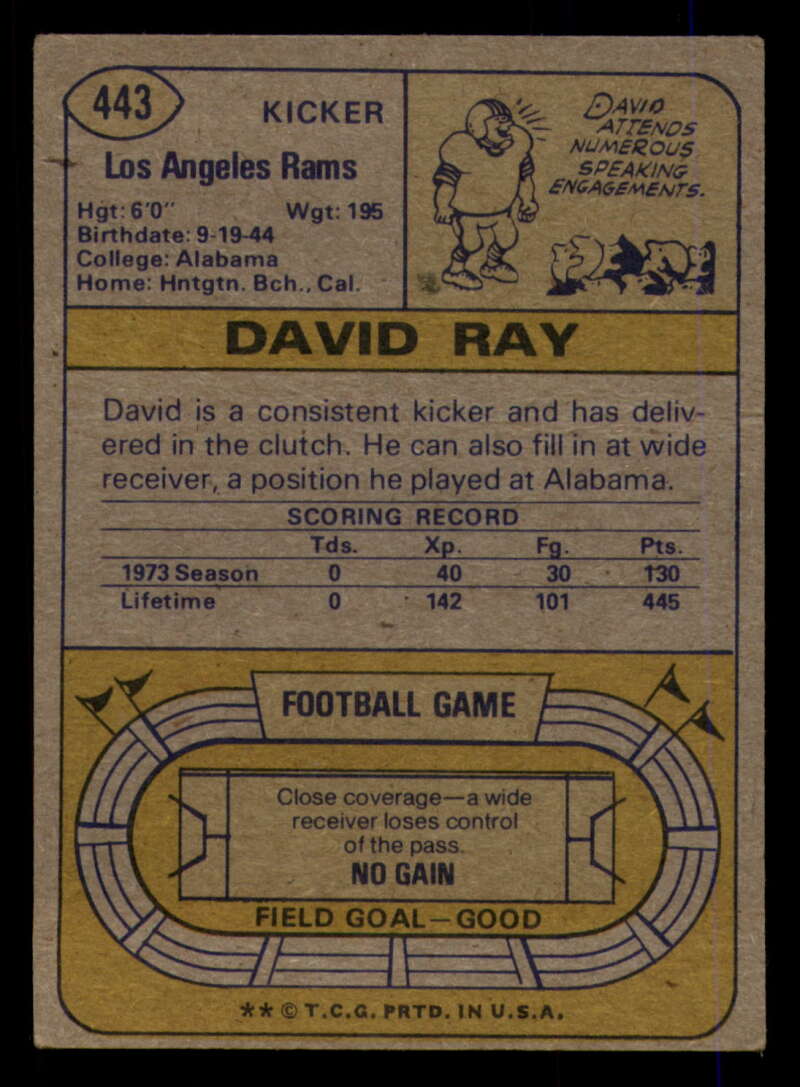 443
KICKER
Los Angeles Rams
Hgt: 6'0" Wgt: 195
Birthdate: 9-19-44
College: Alabama
Home: Hntgtn. Bch., Cal.
DAVID
ATTENDS
NUMEROUS
SPEAKING
ENGAGEMENTS.
DAVID RAY
David is a consistent kicker and has deliv-
ered in the clutch. He can also fill in at wide
receiver, a position he played at Alabama.
SCORING RECORD
Tds. Xp. Fg. Pts.
1973 Season 0 40 30 130
Lifetime 0 142 101 445
FOOTBALL GAME
Close coverage—a wide
receiver loses control
of the pass.
NO GAIN
FIELD GOAL—GOOD
** © T.C.G. PRTD. IN U.S.A.